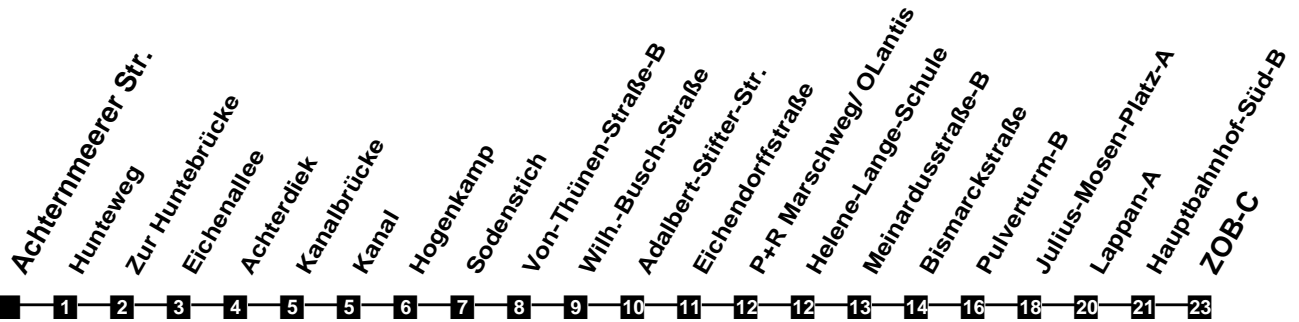 Achternmeerer Str.
Hunteweg
Zur Huntebrücke
Eichenallee
Achterdiek
Kanalbrücke
Kanal
Hogenkamp
Sodenstich
Von-Thünen-Straße-B
Wilh.-Busch-Straße
Adalbert-Stifter-Str.
Eichendorffstraße
P+R Marschweg/ OLantis
Helene-Lange-Schule
Meinardusstraße-B
Bismarckstraße
Pulverturm-B
Julius-Mosen-Platz-A
Lappan-A
Hauptbahnhof-Süd-B
ZOB-C
1 2 3 4 5 5 6 7 8 9 10 11 12 12 13 14 16 18 20 21 23